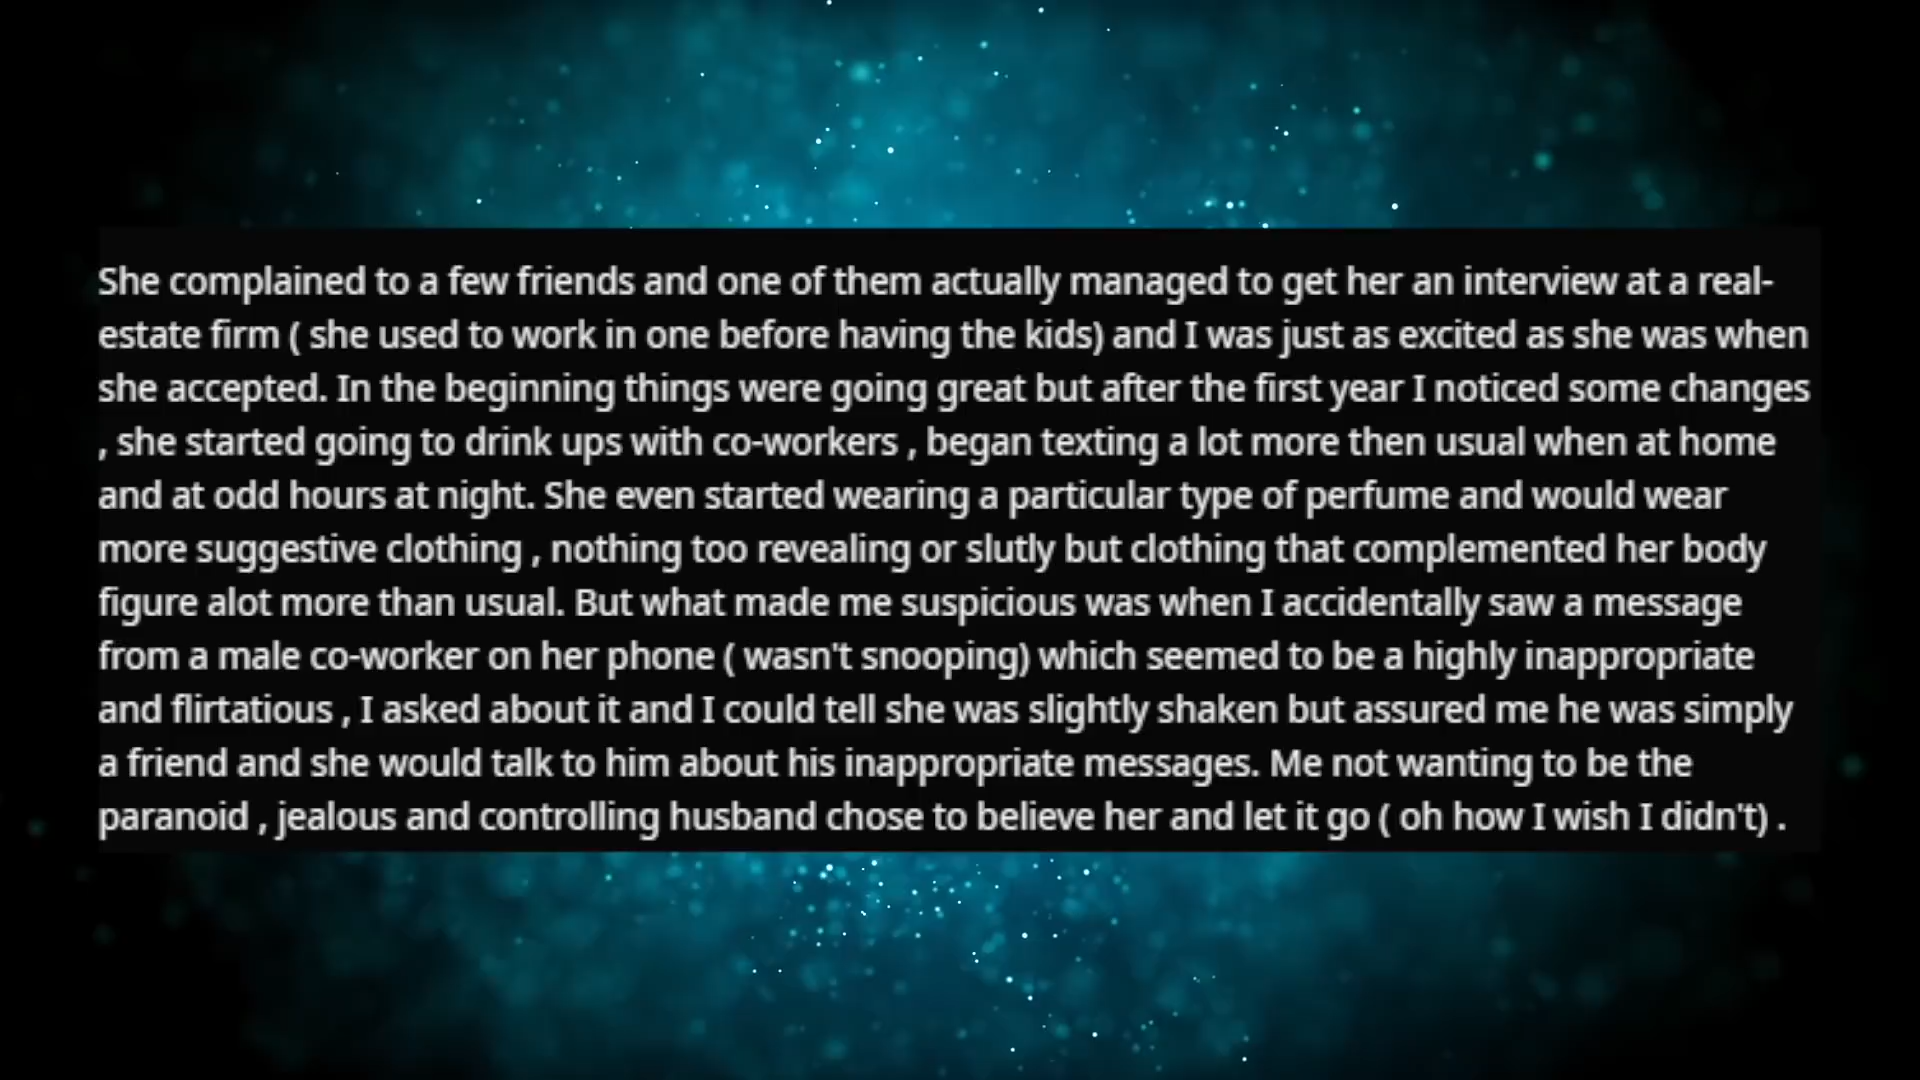 She complained to a few friends and one of them actually managed to get her an interview at a real-
estate firm ( she used to work in one before having the kids) and I was just as excited as she was when
she accepted. In the beginning things were going great but after the first year I noticed some changes
, she started going to drink ups with co-workers , began texting a lot more then usual when at home
and at odd hours at night. She even started wearing a particular type of perfume and would wear
more suggestive clothing , nothing too revealing or slutly but clothing that complemented her body
figure alot more than usual. But what made me suspicious was when I accidentally saw a message
from a male co-worker on her phone ( wasn't snooping) which seemed to be a highly inappropriate
and flirtatious , I asked about it and I could tell she was slightly shaken but assured me he was simply
a friend and she would talk to him about his inappropriate messages. Me not wanting to be the
paranoid , jealous and controlling husband chose to believe her and let it go ( oh how I wish I didn't) .